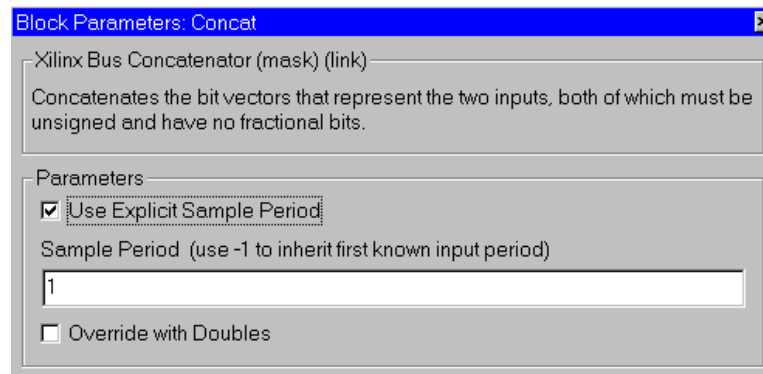 Block Parameters: Concat
Xilinx Bus Concatenator (mask) (link)
Concatenates the bit vectors that represent the two inputs, both of which must be
unsigned and have no fractional bits.
Parameters
Use Explicit Sample Period
Sample Period (use -1 to inherit first known input period)
1
Override with Doubles